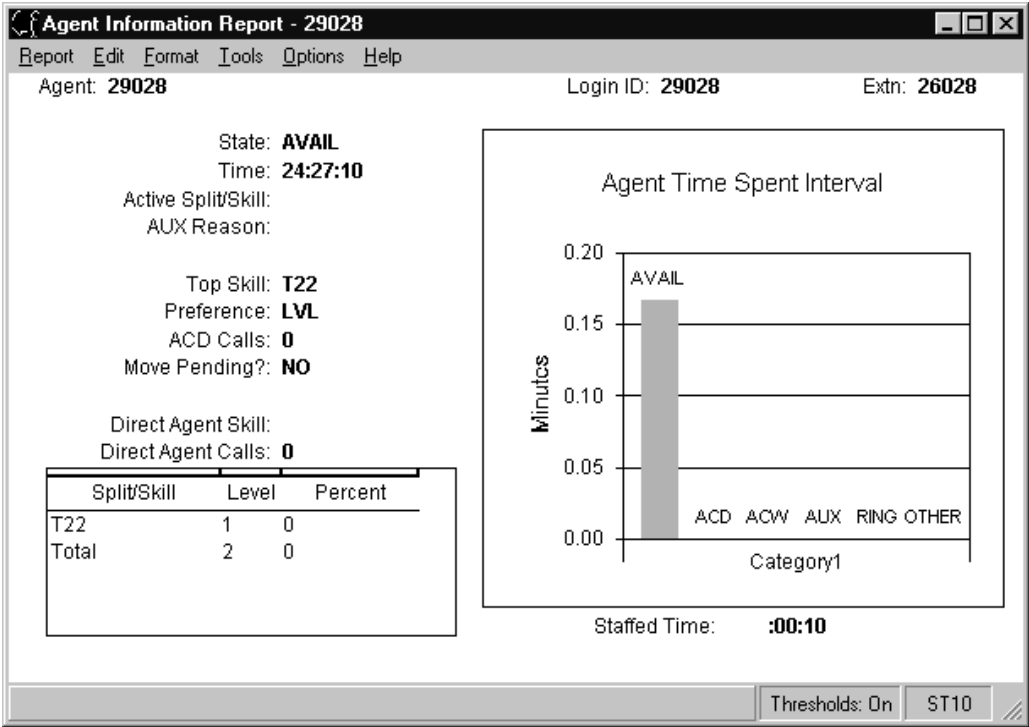 Agent Information Report - 29028
Report Edit Format Tools Options Help
Agent: 29028 Login ID: 29028 Extn: 26028
State: AVAIL
Time: 24:27:10
Active Split/Skill:
AUX Reason:
Top Skill: T22
Preference: LVL
ACD Calls: 0
Move Pending?: NO
Direct Agent Skill:
Direct Agent Calls: 0
Split/Skill Level Percent
T22 1 0
Total 2 0
Agent Time Spent Interval
Minutes
0.20
AVAIL
0.15
0.10
0.05
ACD ACW AUX RING OTHER
0.00
Category1
Staffed Time: :00:10
Thresholds: On ST10